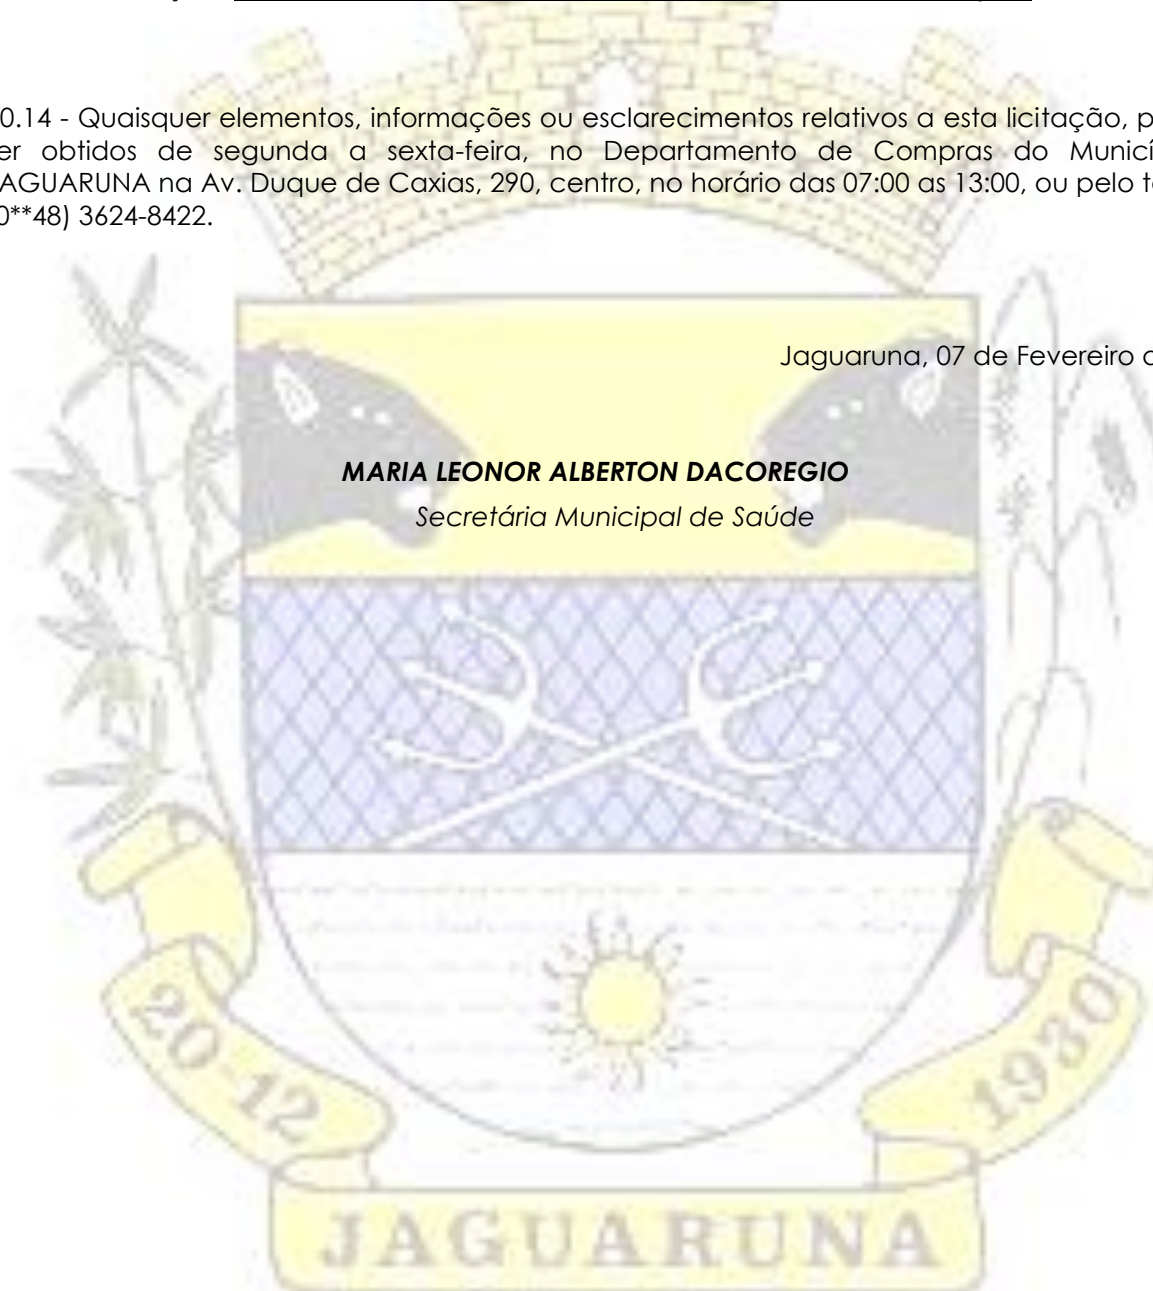 0.14 - Quaisquer elementos, informações ou esclarecimentos relativos a esta licitação, p
er obtidos de segunda a sexta-feira, no Departamento de Compras do Municí
AGUARUNA na Av. Duque de Caxias, 290, centro, no horário das 07:00 as 13:00, ou pelo t
0**48) 3624-8422.
Jaguaruna, 07 de Fevereiro
MARIA LEONOR ALBERTON DACOREGIO
Secretária Municipal de Saúde
20-12
1930
JAGUARUNA